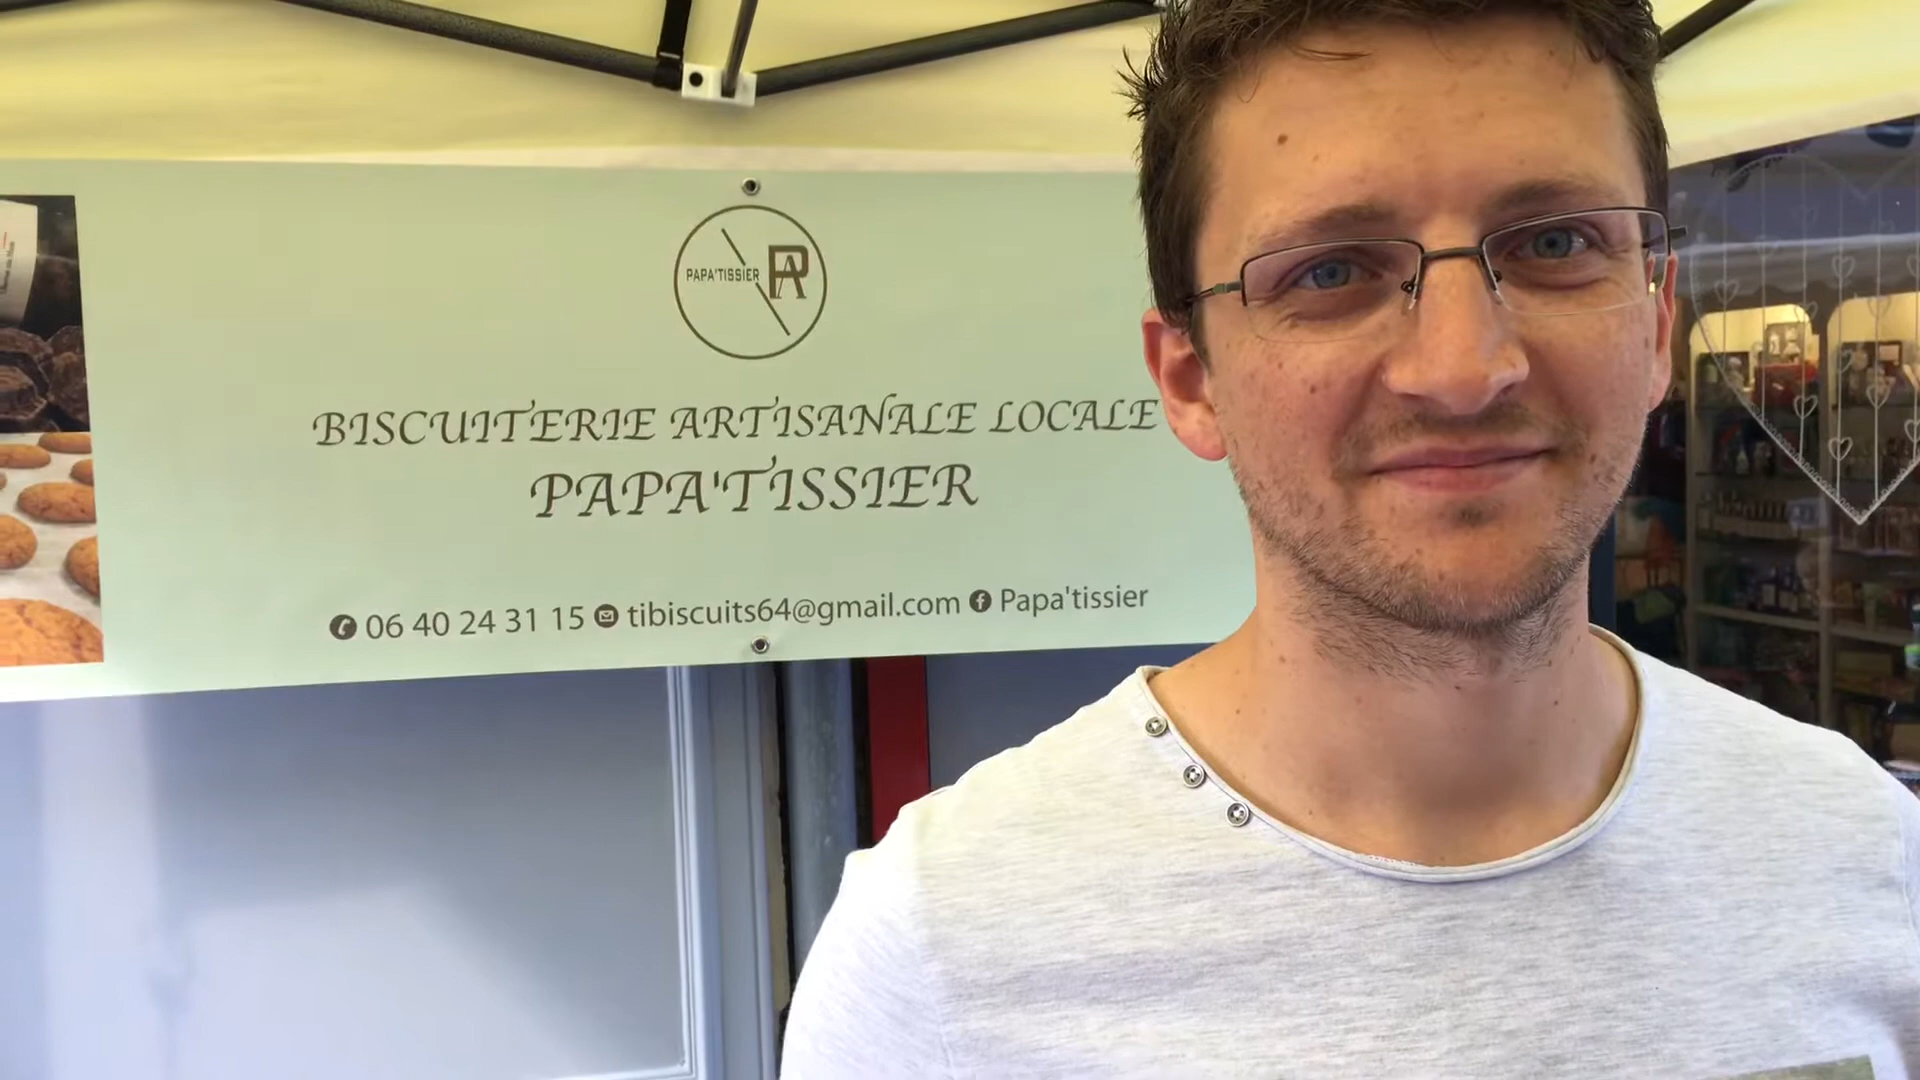 PAPA'TISSIER PA
BISCUITERIE ARTISANALE LOCALE
PAPA'TISSIER
06 40 24 31 15 tibiscuits64@gmail.com Papa'tissier